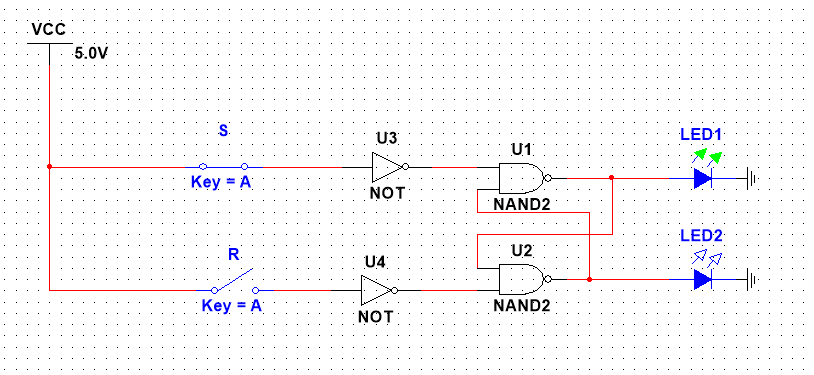 VCC
5.0V
S
Key = A
U3
NOT
U1
NAND2
LED1
R
Key = A
U4
NOT
U2
NAND2
LED2